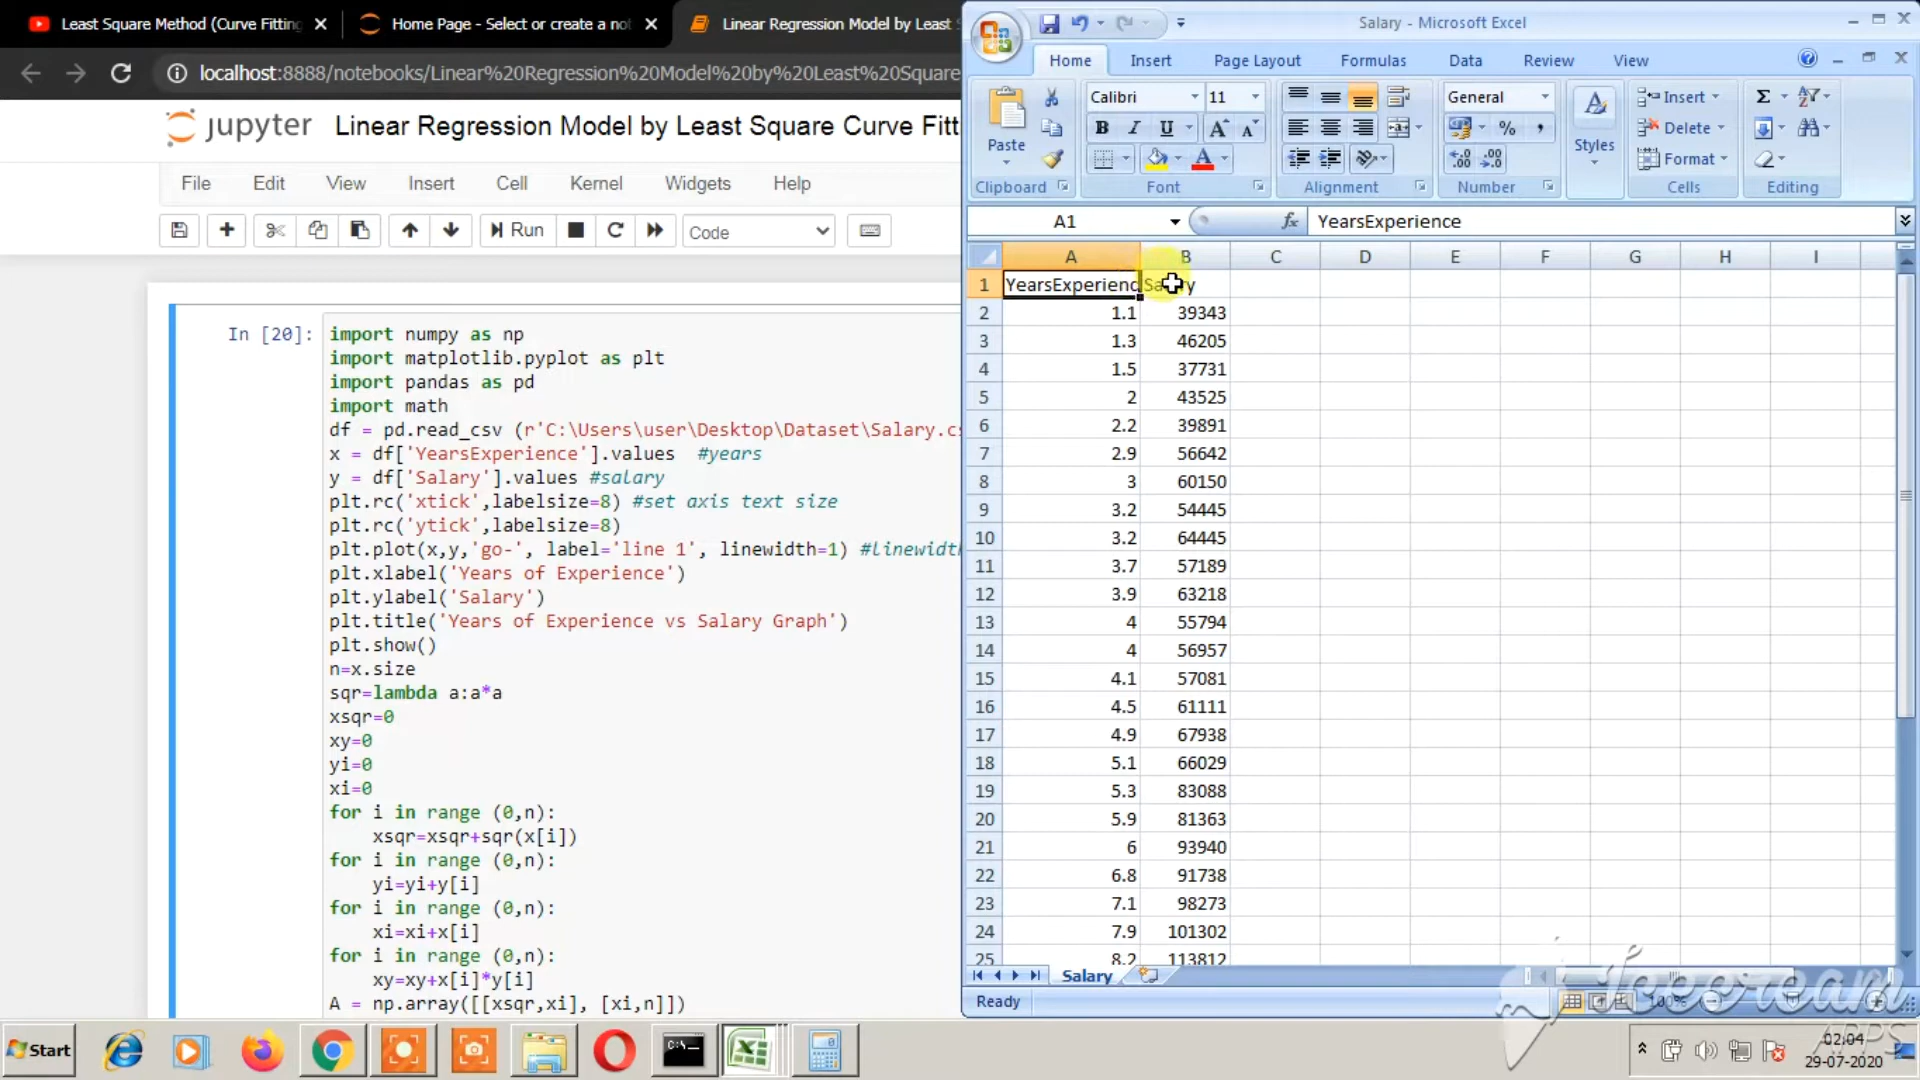 Least Square Method (Curve Fitting
Home Page - Select or create a not
Linear Regression Model by Least S
localhost:8888/notebooks/Linear%20Regression%20Model%20by%20Least%20Square
jupyter Linear Regression Model by Least Square Curve Fitt
File Edit View Insert Cell Kernel Widgets Help
Run Code
In [20]:
import numpy as np
import matplotlib.pyplot as plt
import pandas as pd
import math
df = pd.read_csv (r'C:\Users\user\Desktop\Dataset\Salary.cs
x = df['YearsExperience'].values #years
y = df['Salary'].values #salary
plt.rc('xtick',labelsize=8) #set axis text size
plt.rc('ytick',labelsize=8)
plt.plot(x,y,'go-', label='line 1', linewidth=1) #linewidth
plt.xlabel('Years of Experience')
plt.ylabel('Salary')
plt.title('Years of Experience vs Salary Graph')
plt.show()
n=x.size
sqr=lambda a:a*a
xsqr=0
xy=0
yi=0
xi=0
for i in range (0,n):
    xsqr=xsqr+sqr(x[i])
for i in range (0,n):
    yi=yi+y[i]
for i in range (0,n):
    xi=xi+x[i]
for i in range (0,n):
    xy=xy+x[i]*y[i]
A = np.array([[xsqr,xi], [xi,n]])
Salary - Microsoft Excel
Home Insert Page Layout Formulas Data Review View
Paste
Clipboard
Calibri 11
B I U
Font
Alignment
General
%
Number
Styles
Insert
Delete
Format
Cells
Σ
Editing
A1 fx YearsExperience
A B C D E F G H I
1 YearsExperienc Salary
2 1.1 39343
3 1.3 46205
4 1.5 37731
5 2 43525
6 2.2 39891
7 2.9 56642
8 3 60150
9 3.2 54445
10 3.2 64445
11 3.7 57189
12 3.9 63218
13 4 55794
14 4 56957
15 4.1 57081
16 4.5 61111
17 4.9 67938
18 5.1 66029
19 5.3 83088
20 5.9 81363
21 6 93940
22 6.8 91738
23 7.1 98273
24 7.9 101302
25 8.2 113812
Salary
Ready 100%
Icecream
APPS
Start
C:\
02:04
29-07-2020